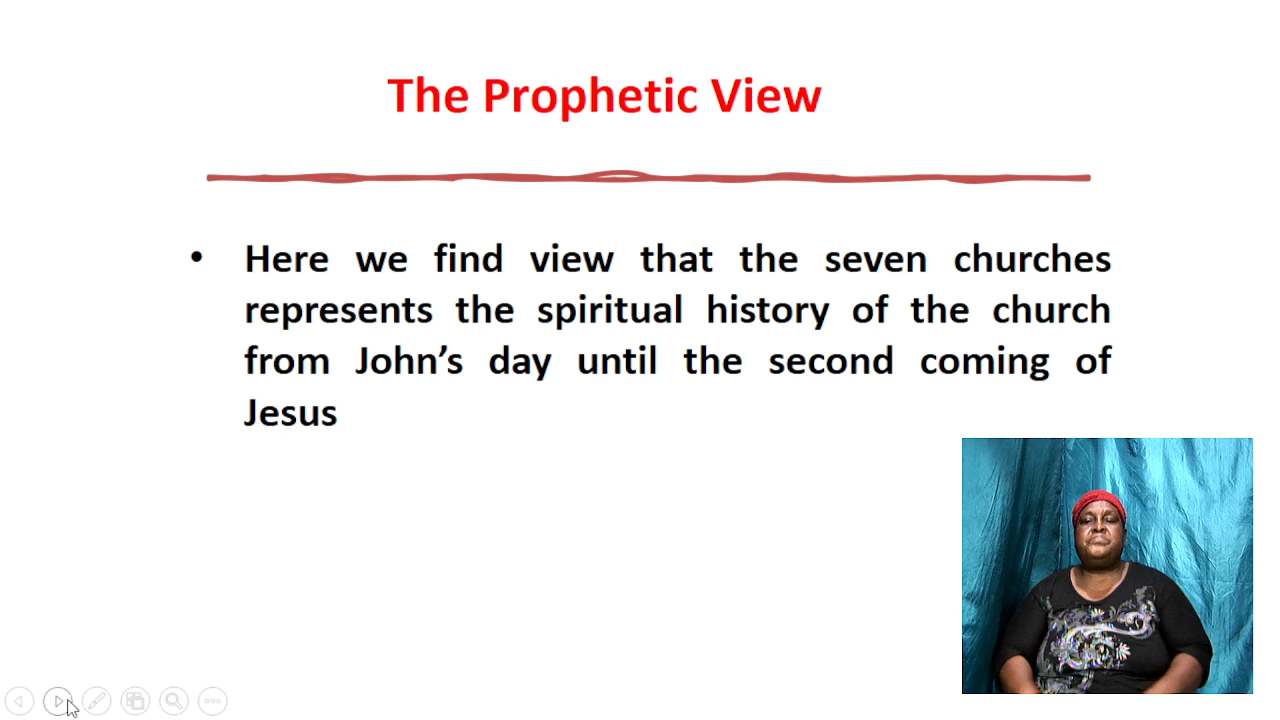 The Prophetic View
• Here we find view that the seven churches
represents the spiritual history of the church
from John’s day until the second coming of
Jesus